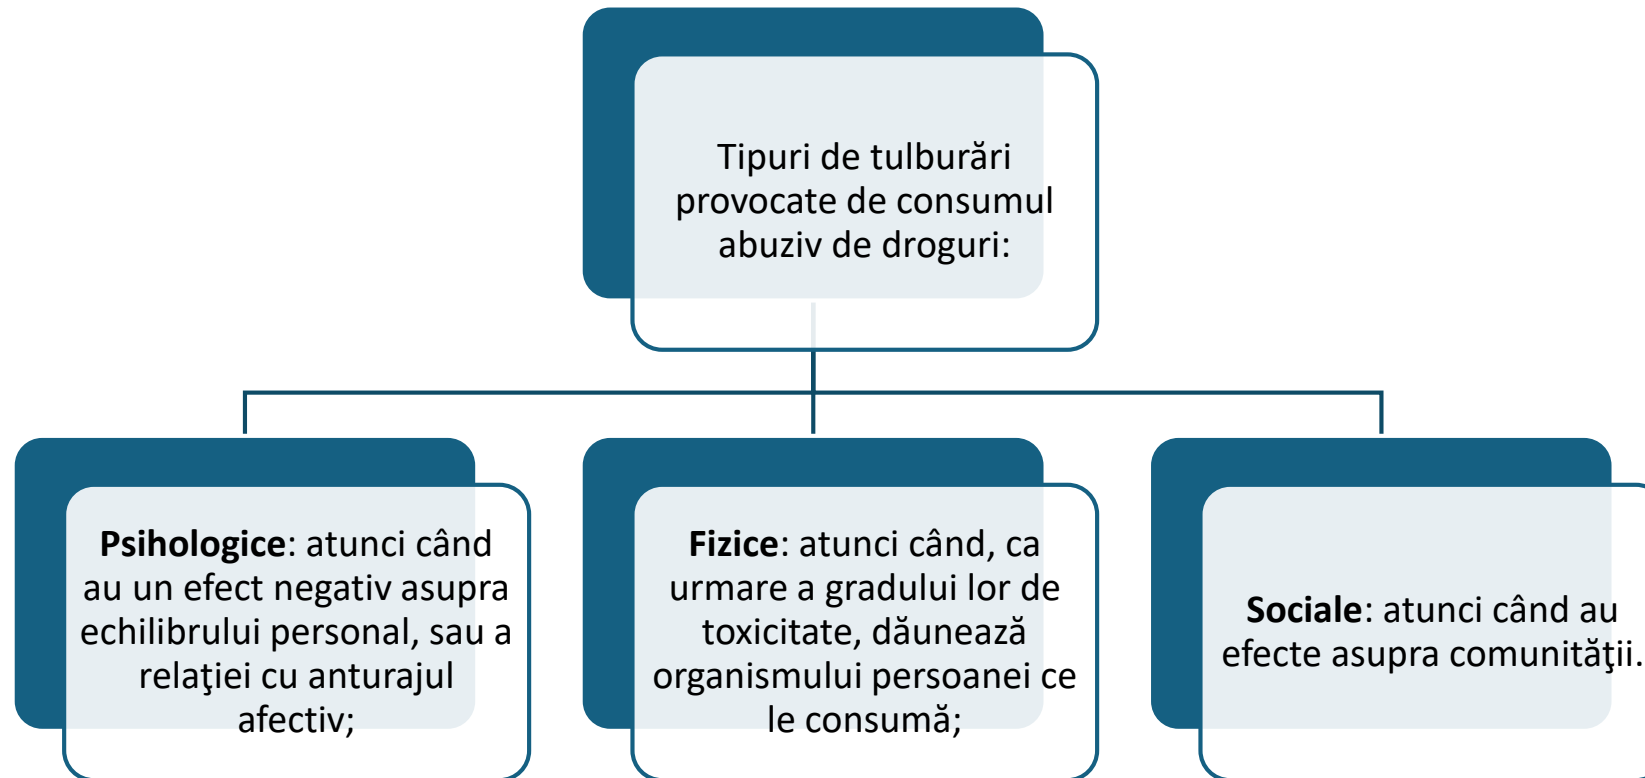 Tipuri de tulburări
provocate de consumul
abuziv de droguri:
Psihologice: atunci când
au un efect negativ asupra
echilibrului personal, sau a
relaţiei cu anturajul
afectiv;
Fizice: atunci când, ca
urmare a gradului lor de
toxicitate, dăunează
organismului persoanei ce
le consumă;
Sociale: atunci când au
efecte asupra comunităţii.